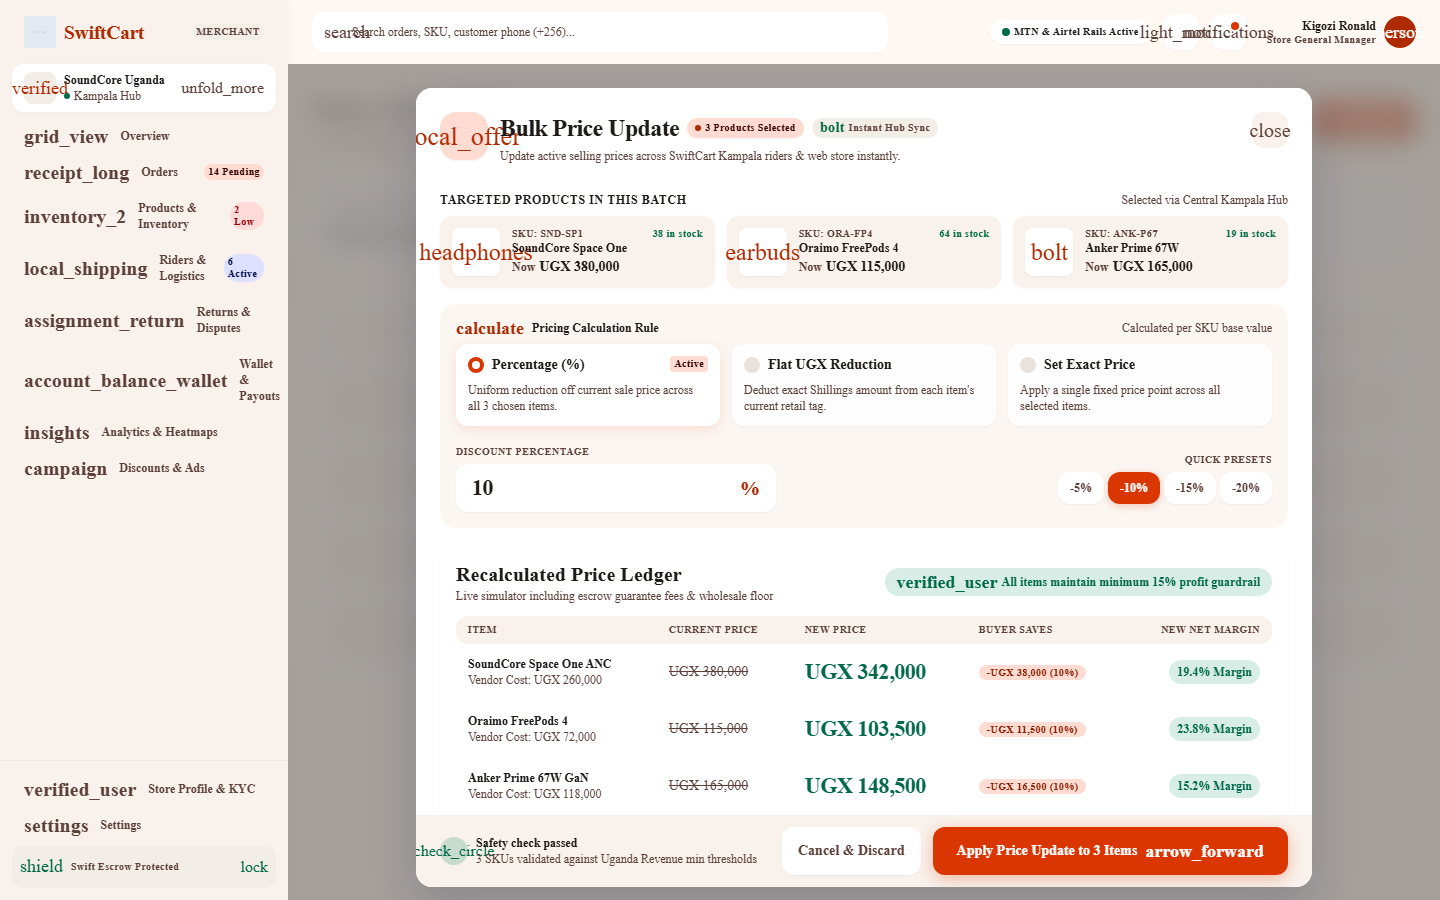 SwiftCart
MERCHANT
search
Search orders, SKU, customer phone (+256)...
MTN & Airtel Rails Active
light_mode
notifications
Kigozi Ronald
Store General Manager
verified
SoundCore Uganda
Kampala Hub
unfold_more
grid_view Overview
receipt_long Orders 14 Pending
inventory_2 Products & Inventory 2 Low
local_shipping Riders & Logistics 6 Active
assignment_return Returns & Disputes
account_balance_wallet Wallet & Payouts
insights Analytics & Heatmaps
campaign Discounts & Ads
verified_user Store Profile & KYC
settings Settings
shield Swift Escrow Protected lock
local_offer
Bulk Price Update
3 Products Selected
bolt Instant Hub Sync
close
Update active selling prices across SwiftCart Kampala riders & web store instantly.
TARGETED PRODUCTS IN THIS BATCH
Selected via Central Kampala Hub
headphones
SKU: SND-SP1 38 in stock
SoundCore Space One
Now UGX 380,000
earbuds
SKU: ORA-FP4 64 in stock
Oraimo FreePods 4
Now UGX 115,000
bolt
SKU: ANK-P67 19 in stock
Anker Prime 67W
Now UGX 165,000
calculate Pricing Calculation Rule
Calculated per SKU base value
Percentage (%) Active
Uniform reduction off current sale price across
all 3 chosen items.
Flat UGX Reduction
Deduct exact Shillings amount from each item's
current retail tag.
Set Exact Price
Apply a single fixed price point across all
selected items.
DISCOUNT PERCENTAGE
10 %
QUICK PRESETS
-5% -10% -15% -20%
Recalculated Price Ledger
Live simulator including escrow guarantee fees & wholesale floor
verified_user All items maintain minimum 15% profit guardrail
ITEM CURRENT PRICE NEW PRICE BUYER SAVES NEW NET MARGIN
SoundCore Space One ANC
Vendor Cost: UGX 260,000
UGX 380,000 UGX 342,000 -UGX 38,000 (10%) 19.4% Margin
Oraimo FreePods 4
Vendor Cost: UGX 72,000
UGX 115,000 UGX 103,500 -UGX 11,500 (10%) 23.8% Margin
Anker Prime 67W GaN
Vendor Cost: UGX 118,000
UGX 165,000 UGX 148,500 -UGX 16,500 (10%) 15.2% Margin
check_circle
Safety check passed
3 SKUs validated against Uganda Revenue min thresholds
Cancel & Discard
Apply Price Update to 3 Items arrow_forward